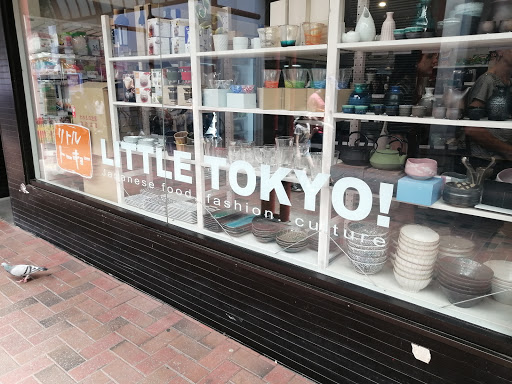 リトル
トーキョー
LITTLE TOKYO!
Japanese food. fashion. culture